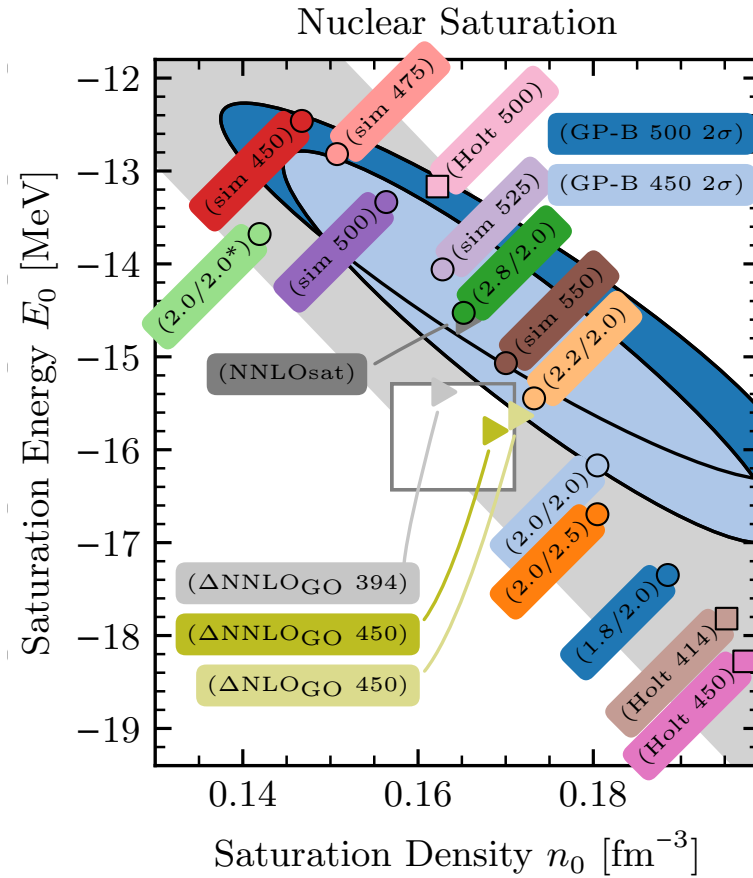 Nuclear Saturation
Saturation Energy E₀ [MeV]
−12
−13
−14
−15
−16
−17
−18
−19
(sim 450)
(sim 475)
(Holt 500)
(GP-B 500 2σ)
(GP-B 450 2σ)
(2.0/2.0*)
(sim 500)
(sim 525)
(2.8/2.0)
(NNLOsat)
(sim 550)
(2.2/2.0)
(2.0/2.0)
(2.0/2.5)
(ΔNNLO_GO 394)
(ΔNNLO_GO 450)
(ΔNLO_GO 450)
(1.8/2.0)
(Holt 414)
(Holt 450)
0.14
0.16
0.18
Saturation Density n₀ [fm⁻³]